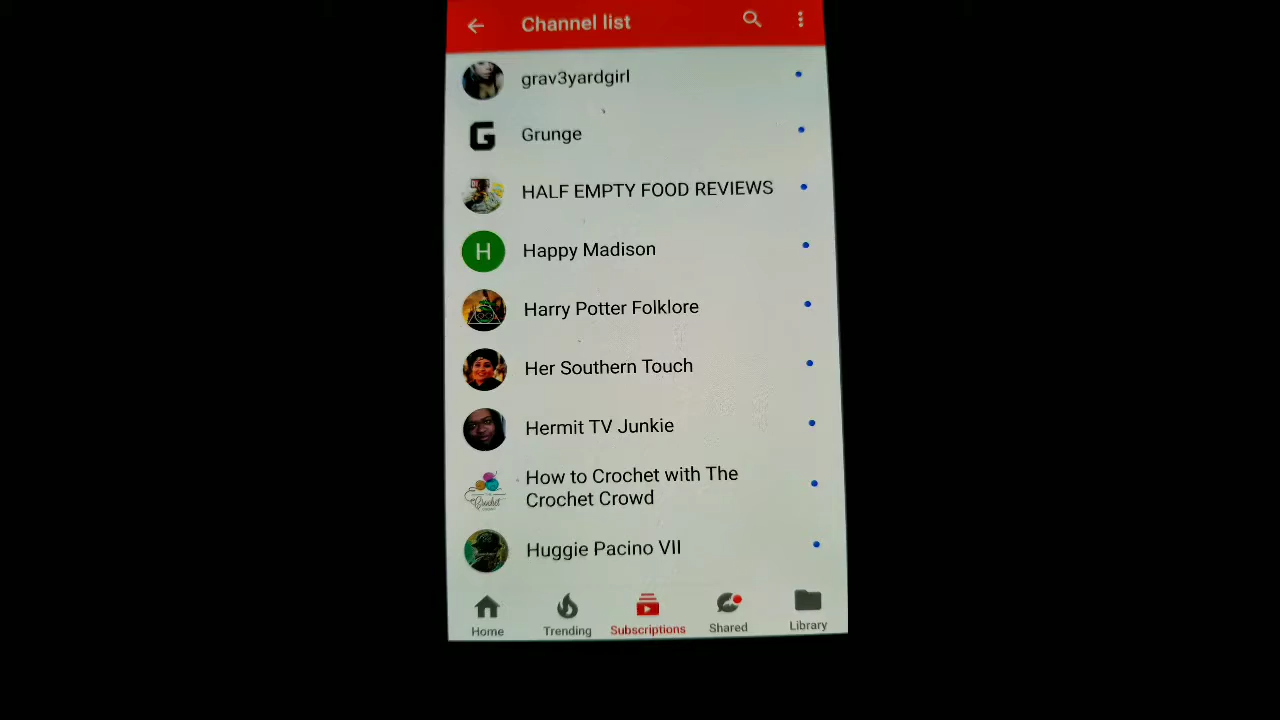 Channel list
grav3yardgirl
G
Grunge
HALF EMPTY FOOD REVIEWS
H
Happy Madison
Harry Potter Folklore
Her Southern Touch
Hermit TV Junkie
How to Crochet with The
Crochet Crowd
Crochet
Huggie Pacino VII
Home
Trending
Subscriptions
Shared
Library